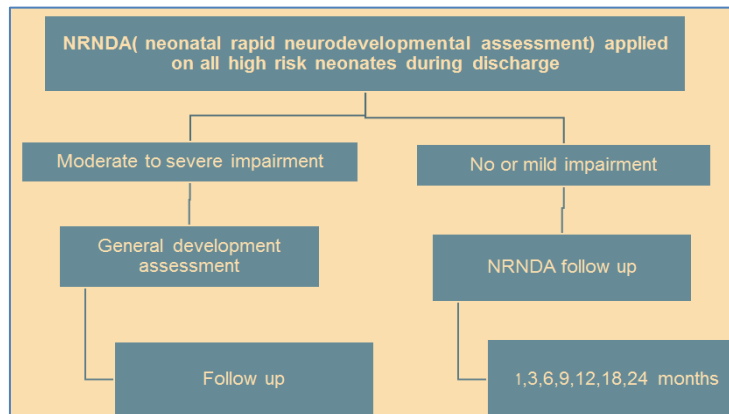 NRNDA( neonatal rapid neurodevelopmental assessment) applied
on all high risk neonates during discharge
Moderate to severe impairment
No or mild impairment
General development
assessment
NRNDA follow up
Follow up
1,3,6,9,12,18,24 months